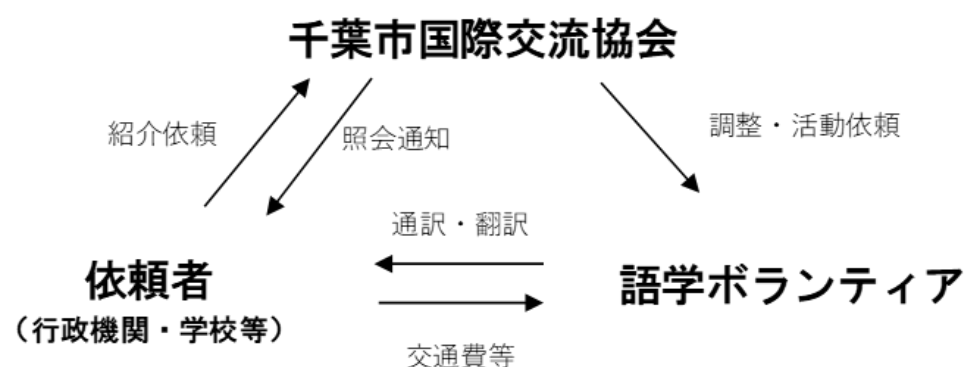 千葉市国際交流協会
紹介依頼
照会通知
調整・活動依頼
通訳・翻訳
依頼者
語学ボランティア
（行政機関・学校等）
交通費等